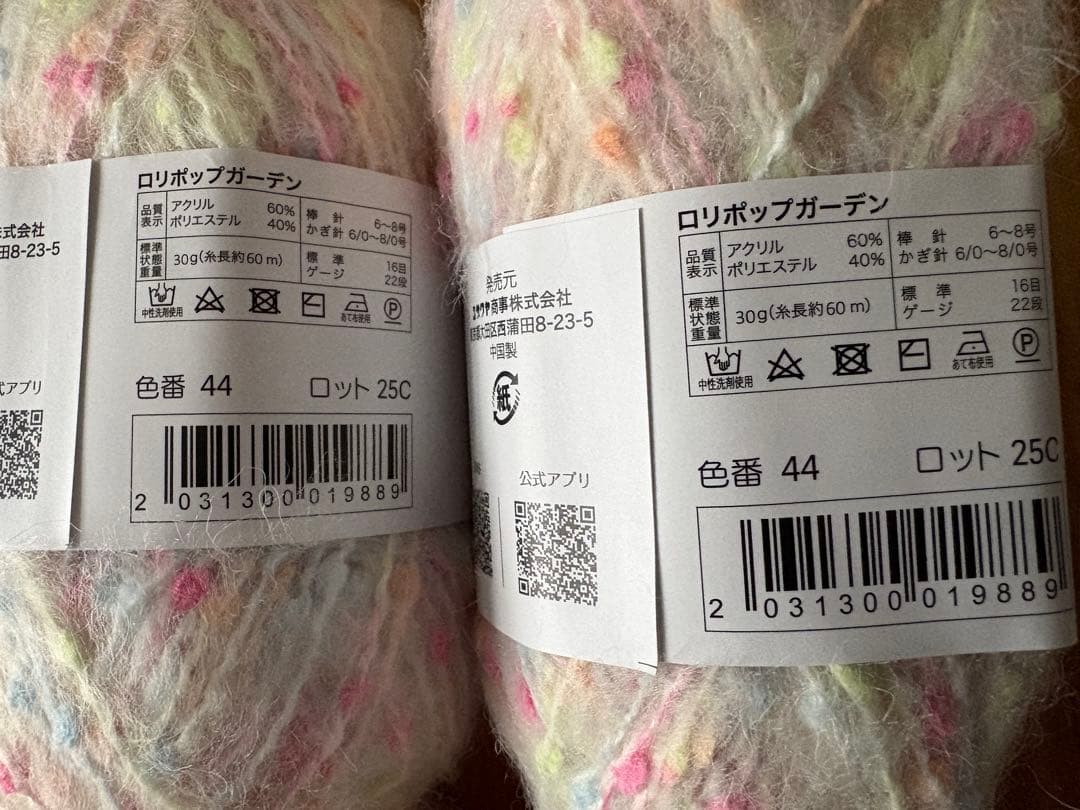 ロリポップガーデン
品質表示
アクリル 60%
ポリエステル 40%
棒針 6〜8号
かぎ針 6/0〜8/0号
標準状態重量
30g(糸長約60m)
標準ゲージ
16目
22段
中性洗剤使用
あて布使用
P
色番 44
ロット 25C
2 031300 019889
株式会社
田8-23-5
式アプリ
発売元
商事株式会社
大田区西蒲田8-23-5
中国製
紙
公式アプリ
ロリポップガーデン
品質表示
アクリル 60%
ポリエステル 40%
棒針 6〜8号
かぎ針 6/0〜8/0号
標準状態重量
30g(糸長約60m)
標準ゲージ
16目
22段
中性洗剤使用
あて布使用
P
色番 44
ロット 25C
2 031300 019889